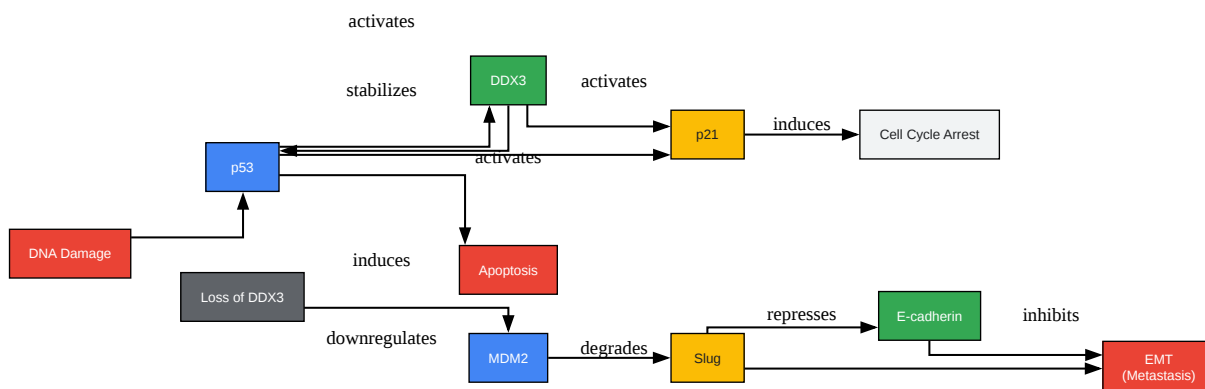 activates
stabilizes
DDX3
activates
p21
induces
Cell Cycle Arrest
p53
activates
DNA Damage
induces
Apoptosis
Loss of DDX3
downregulates
MDM2
degrades
Slug
represses
E-cadherin
inhibits
EMT
(Metastasis)